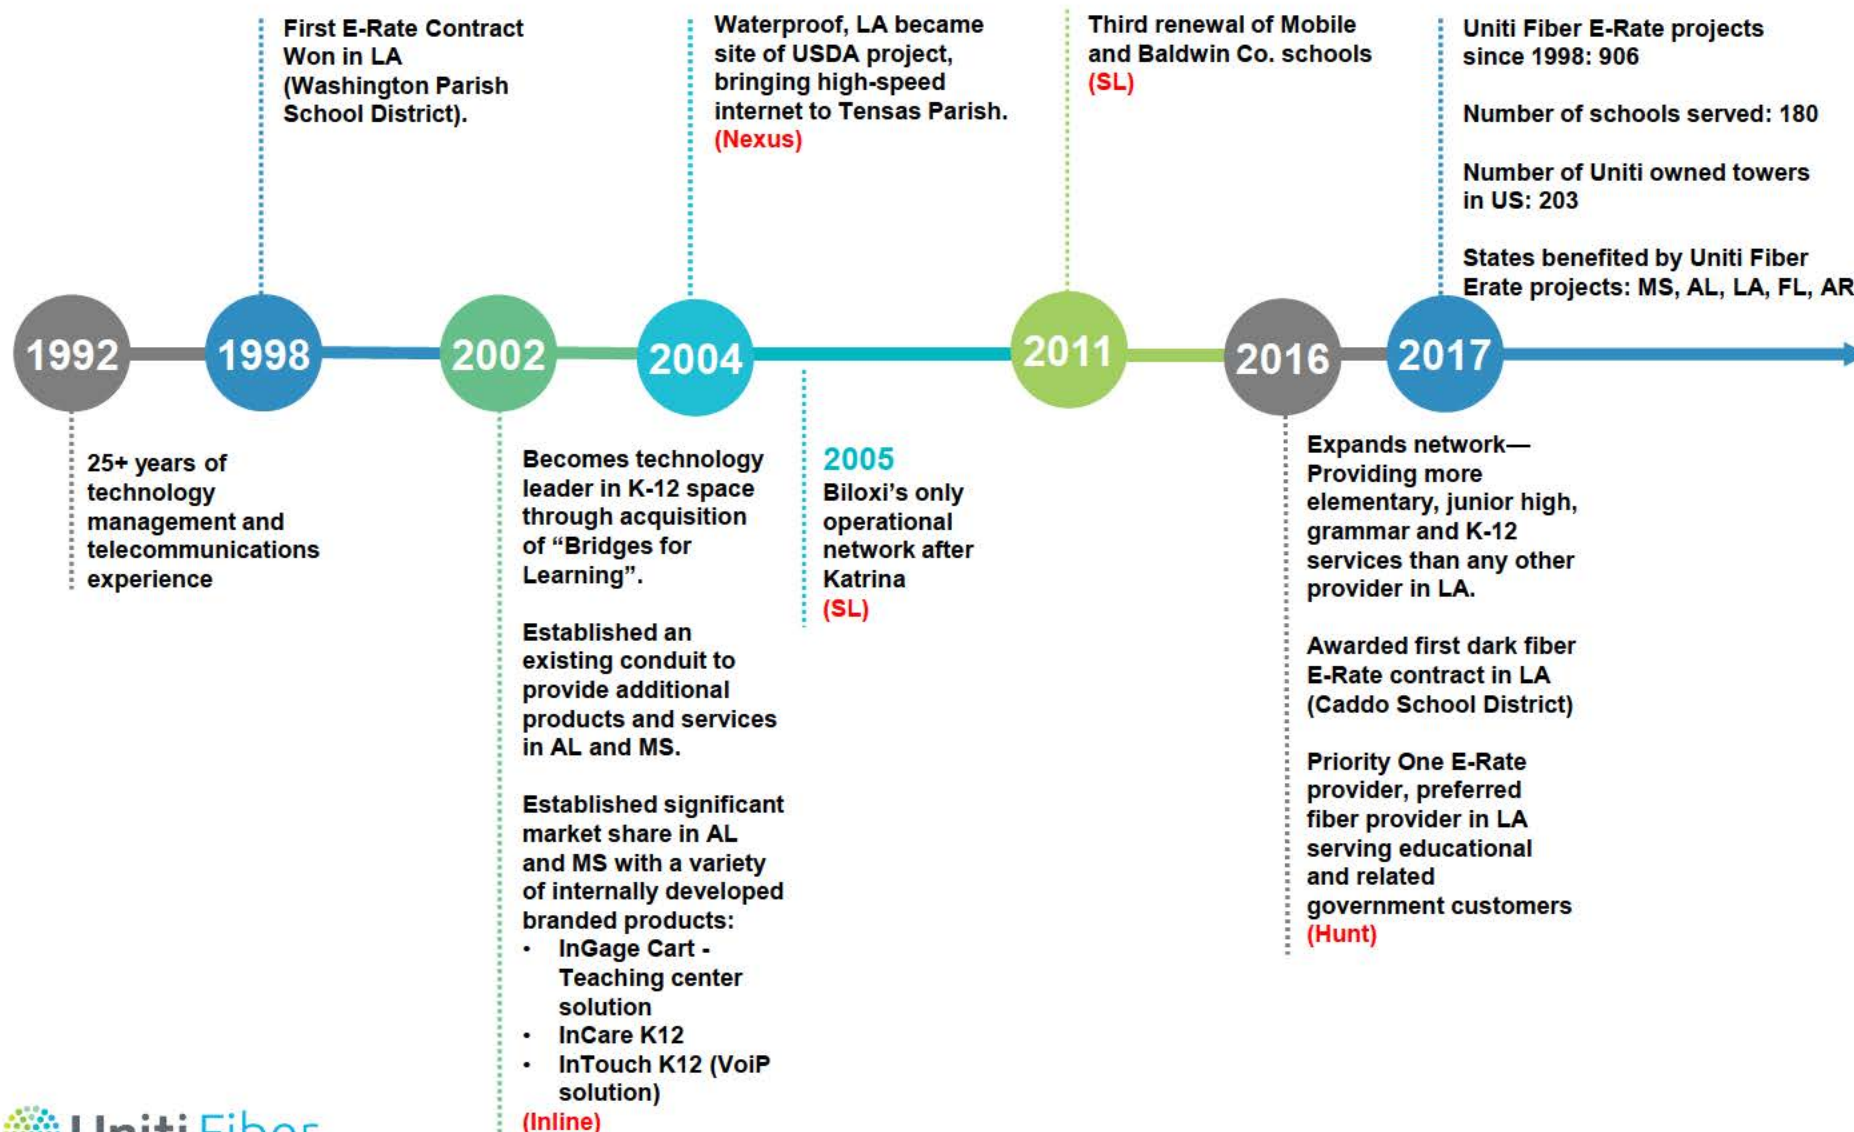 First E-Rate Contract
Won in LA
(Washington Parish
School District).
Waterproof, LA became
site of USDA project,
bringing high-speed
internet to Tensas Parish.
(Nexus)
Third renewal of Mobile
and Baldwin Co. schools
(SL)
Uniti Fiber E-Rate projects
since 1998: 906
Number of schools served: 180
Number of Uniti owned towers
in US: 203
States benefited by Uniti Fiber
Erate projects: MS, AL, LA, FL, AR
1992
1998
2002
2004
2011
2016
2017
25+ years of
technology
management and
telecommunications
experience
Becomes technology
leader in K-12 space
through acquisition
of “Bridges for
Learning”.
Established an
existing conduit to
provide additional
products and services
in AL and MS.
Established significant
market share in AL
and MS with a variety
of internally developed
branded products:
• InGage Cart -
Teaching center
solution
• InCare K12
• InTouch K12 (VoiP
solution)
(Inline)
2005
Biloxi’s only
operational
network after
Katrina
(SL)
Expands network—
Providing more
elementary, junior high,
grammar and K-12
services than any other
provider in LA.
Awarded first dark fiber
E-Rate contract in LA
(Caddo School District)
Priority One E-Rate
provider, preferred
fiber provider in LA
serving educational
and related
government customers
(Hunt)
Uniti Fiber